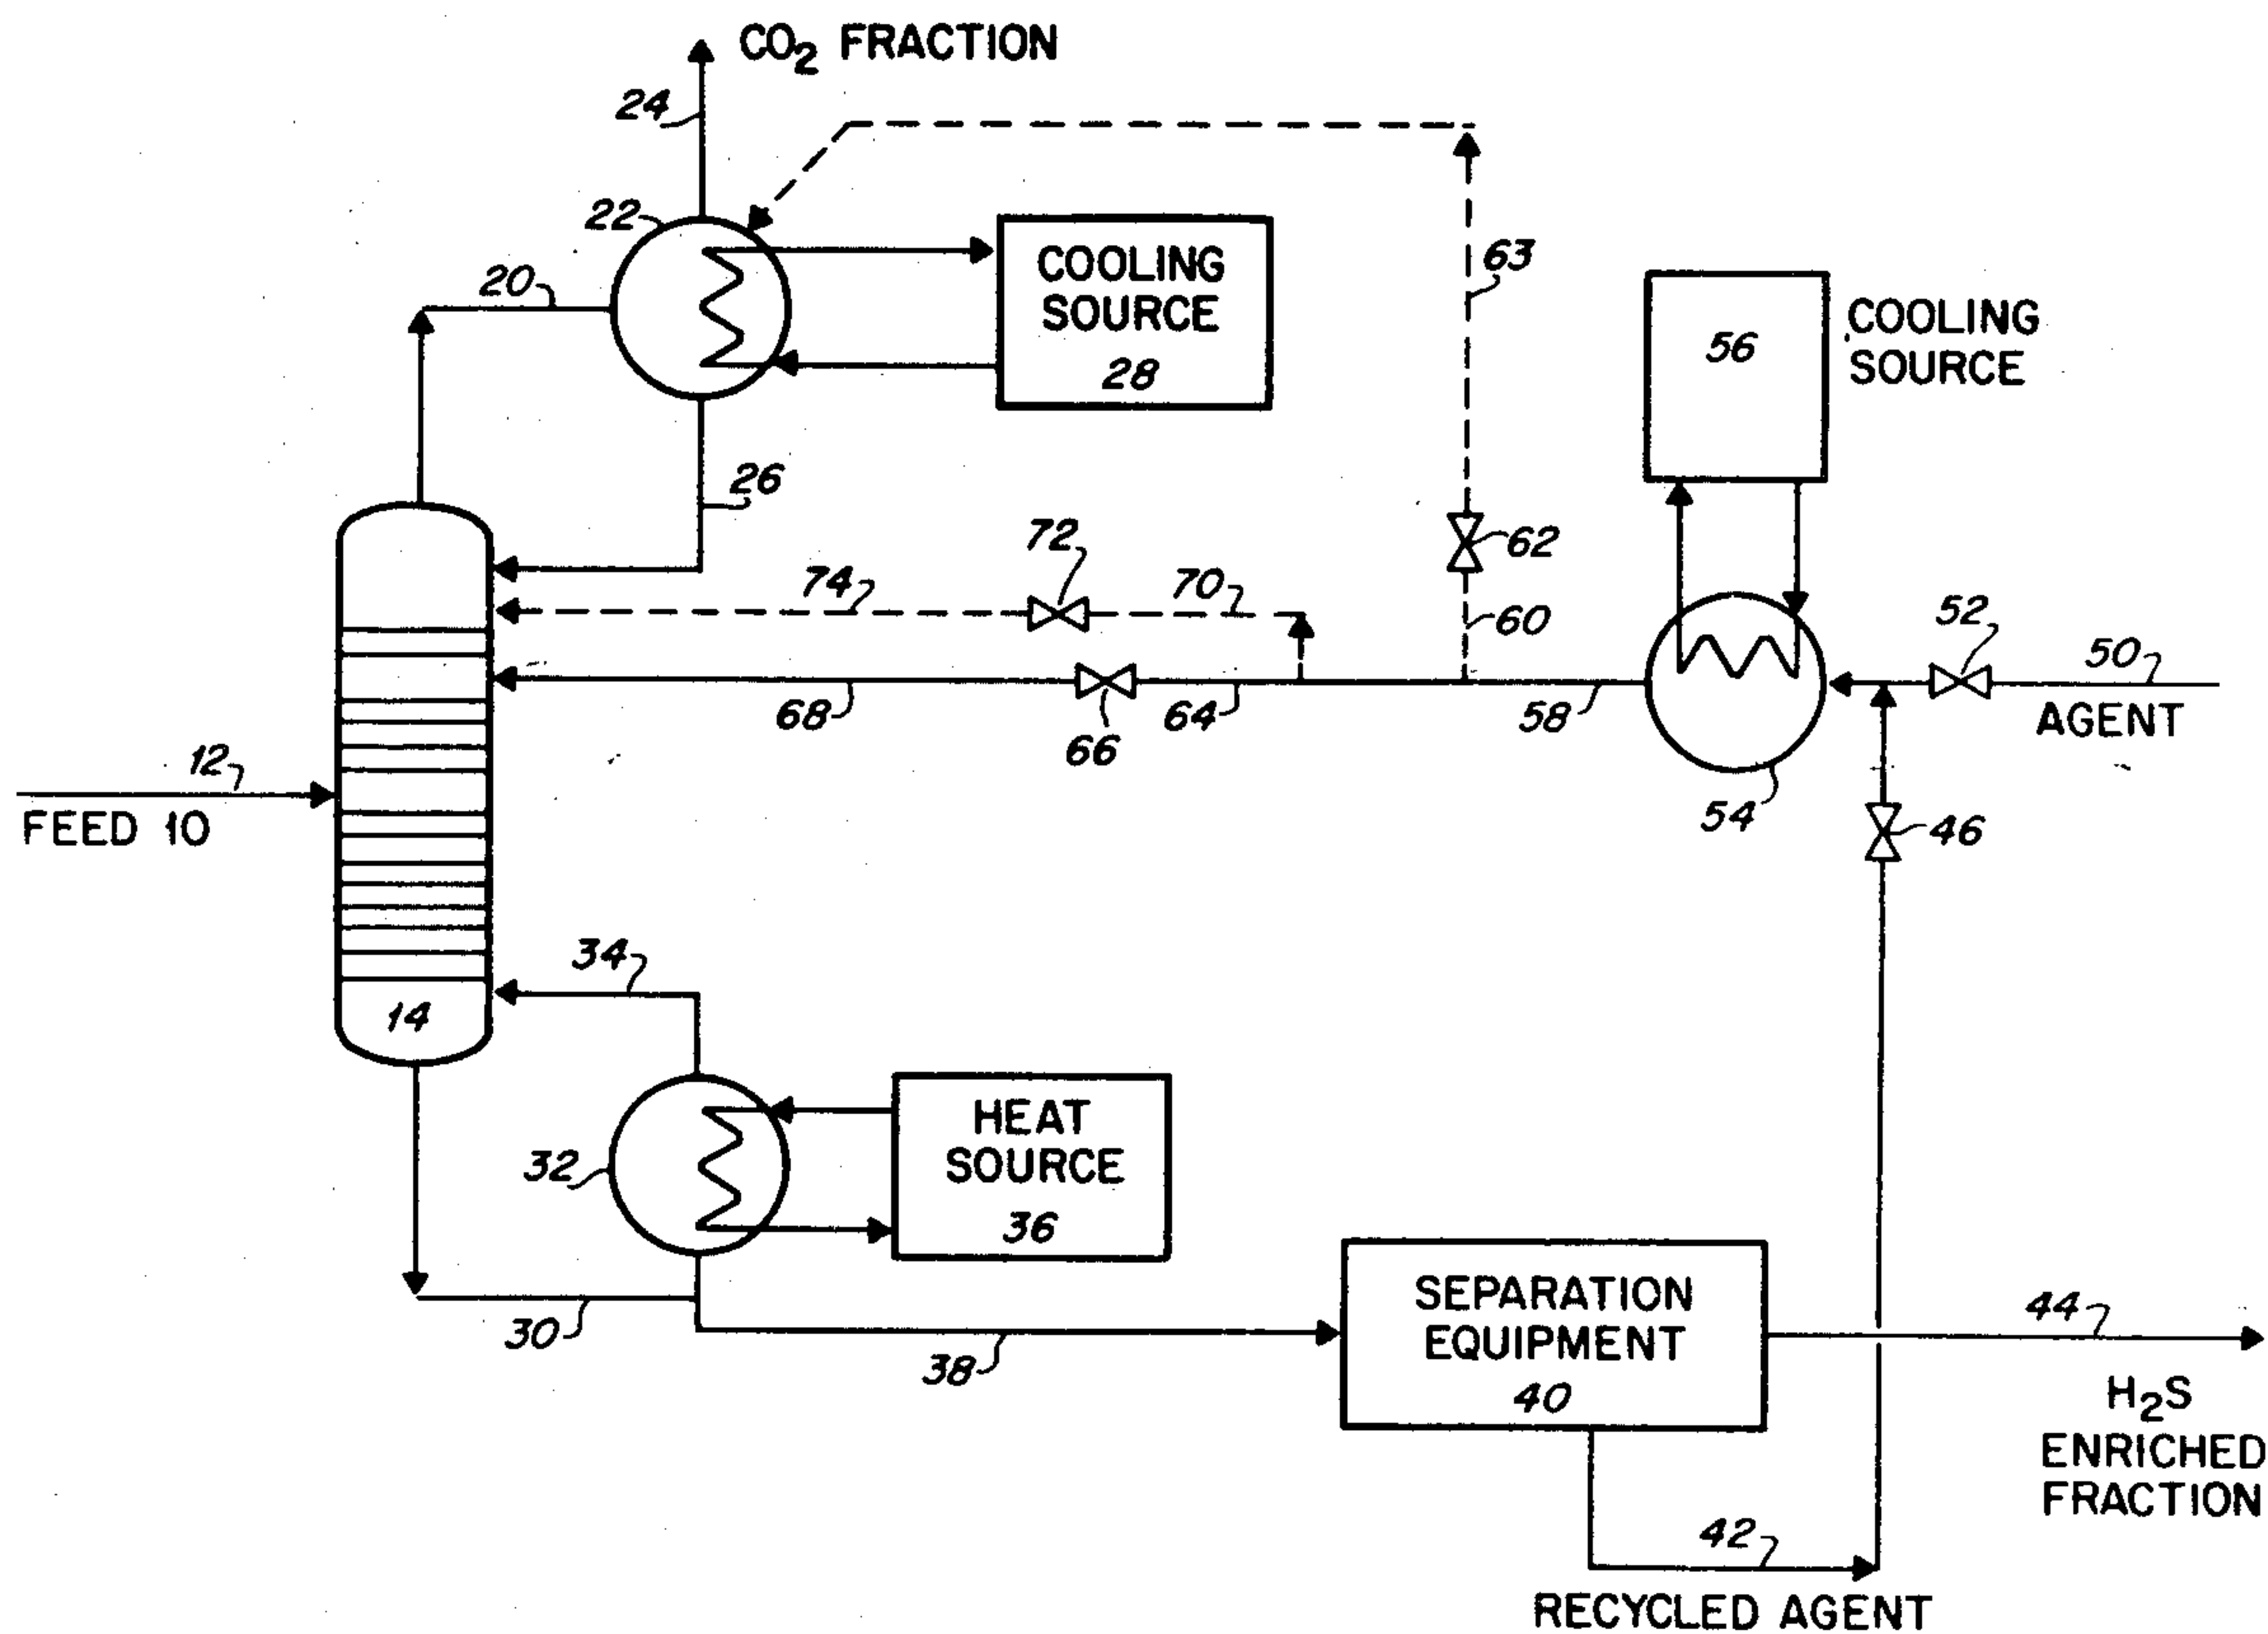 CO₂ FRACTION
24
22
20
COOLING
SOURCE
28
63
56
COOLING
SOURCE
26
72
62
74
70
60
52
50
AGENT
68
66
64
58
12
FEED 10
54
46
34
14
32
HEAT
SOURCE
36
30
38
SEPARATION
EQUIPMENT
40
44
H₂S
ENRICHED
FRACTION
42
RECYCLED AGENT